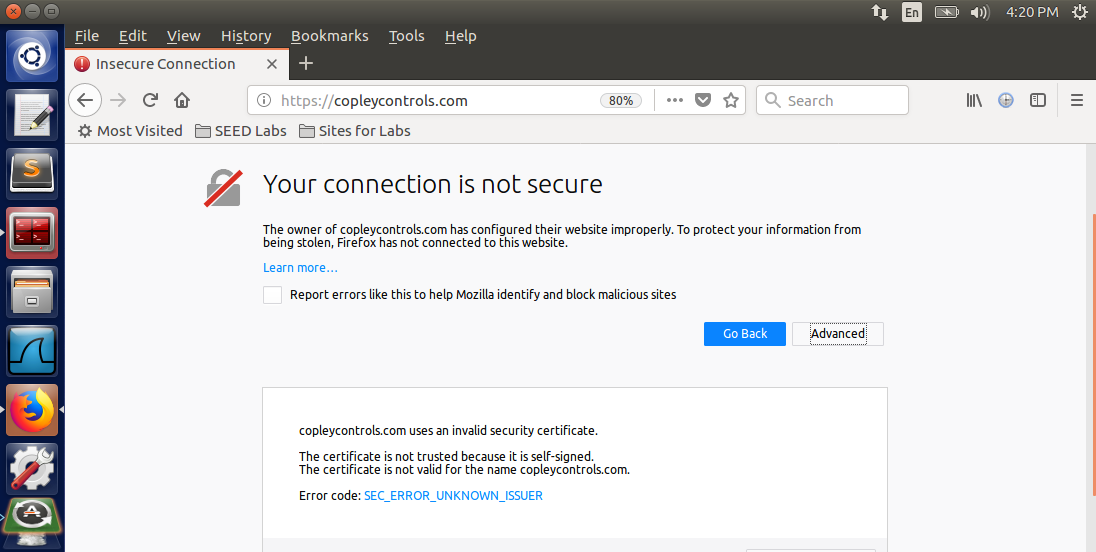 En
4:20 PM
File Edit View History Bookmarks Tools Help
Insecure Connection
https://copleycontrols.com
80%
Search
Most Visited SEED Labs Sites for Labs
Your connection is not secure
The owner of copleycontrols.com has configured their website improperly. To protect your information from
being stolen, Firefox has not connected to this website.
Learn more…
Report errors like this to help Mozilla identify and block malicious sites
Go Back Advanced
copleycontrols.com uses an invalid security certificate.
The certificate is not trusted because it is self-signed.
The certificate is not valid for the name copleycontrols.com.
Error code: SEC_ERROR_UNKNOWN_ISSUER